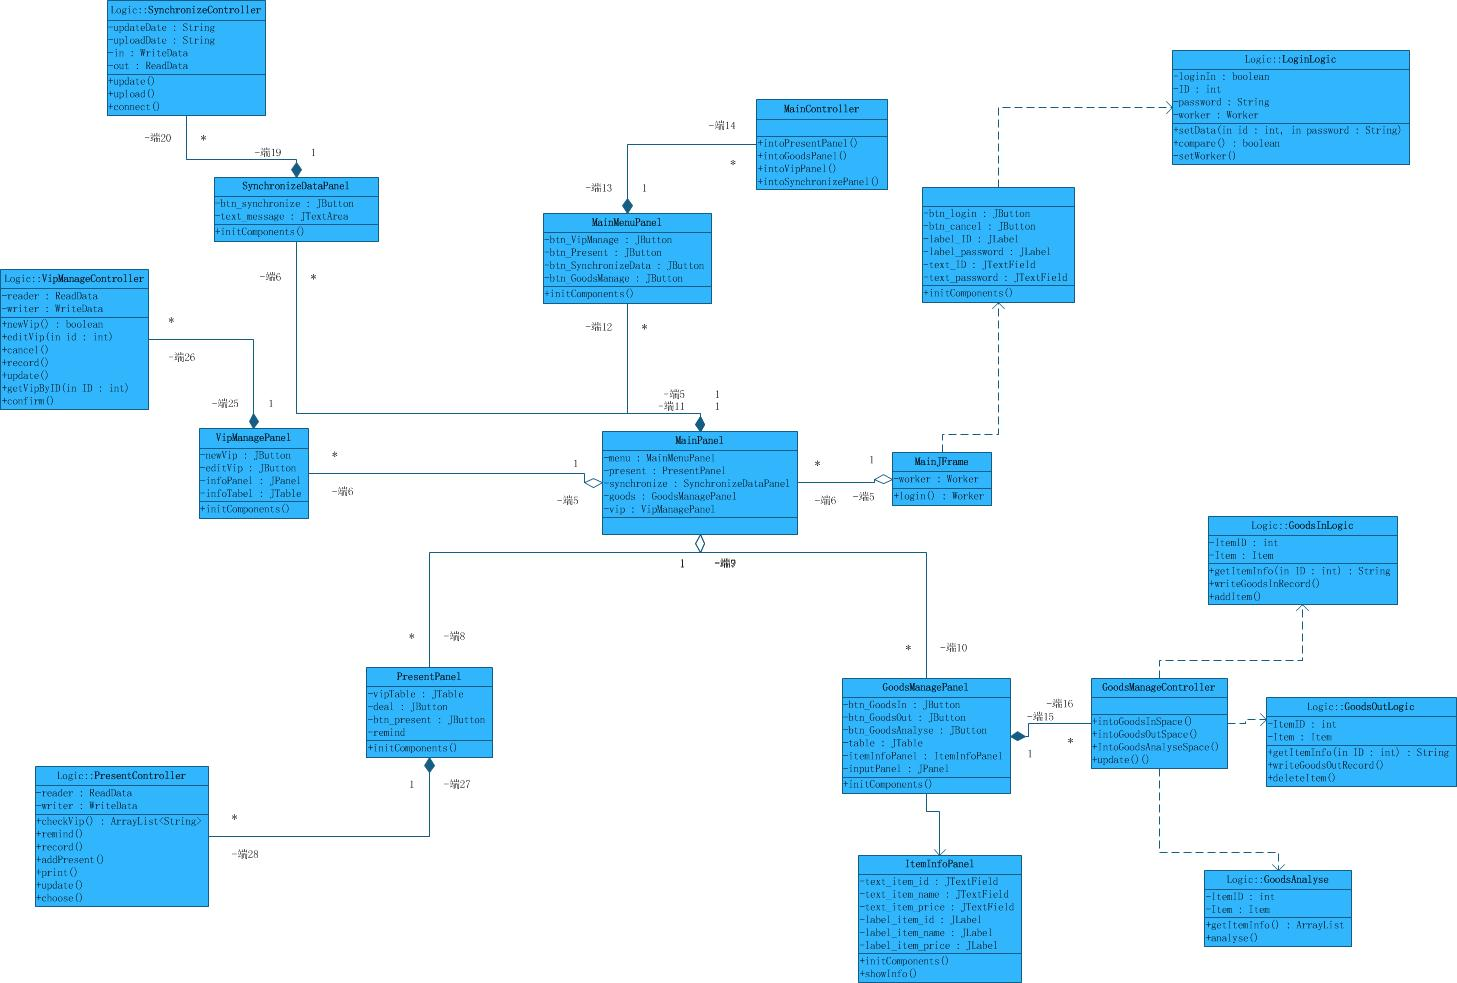 Logic::SynchronizeController
-updateDate : String
-uploadDate : String
-in : WriteData
-out : ReadData
+update()
+upload()
+connect()
-端20
*
-端19
1
SynchronizeDataPanel
-btn_synchronize : JButton
-text_message : JTextArea
+initComponents()
-端6
*
MainController
+intoPresentPanel()
+intoGoodsPanel()
+intoVipPanel()
+intoSynchronizePanel()
-端14
*
-端13
1
MainMenuPanel
-btn_VipManage : JButton
-btn_Present : JButton
-btn_SynchronizeData : JButton
-btn_GoodsManage : JButton
+initComponents()
-端12
*
Logic::LoginLogic
-loginIn : boolean
-ID : int
-password : String
-worker : Worker
+setData(in id : int, in password : String)
+compare() : boolean
-setWorker()
-btn_login : JButton
-btn_cancel : JButton
-label_ID : JLabel
-label_password : JLabel
-text_ID : JTextField
-text_password : JTextField
+initComponents()
Logic::VipManageController
-reader : ReadData
-writer : WriteData
+newVip() : boolean
+editVip(in id : int)
+cancel()
+record()
+update()
+getVipByID(in ID : int)
+confirm()
*
-端26
-端25
1
VipManagePanel
-newVip : JButton
-editVip : JButton
-infoPanel : JPanel
-infoTabel : JTable
+initComponents()
*
-端6
1
-端5
-端5
1
-端11
1
MainPanel
-menu : MainMenuPanel
-present : PresentPanel
-synchronize : SynchronizeDataPanel
-goods : GoodsManagePanel
-vip : VipManagePanel
*
-端6
1
-端5
MainJFrame
-worker : Worker
+login() : Worker
1
*
-端8
*
-端10
PresentPanel
-vipTable : JTable
-deal : JButton
-btn_present : JButton
-remind
+initComponents()
1
-端27
Logic::PresentController
-reader : ReadData
-writer : WriteData
+checkVip() : ArrayList<String>
+remind()
+record()
+addPresent()
+print()
+update()
+choose()
*
-端28
GoodsManagePanel
-btn_GoodsIn : JButton
-btn_GoodsOut : JButton
-btn_GoodsAnalyse : JButton
-table : JTable
-itemInfoPanel : ItemInfoPanel
-inputPanel : JPanel
+initComponents()
-端16
-端15
*
1
GoodsManageController
+intoGoodsInSpace()
+intoGoodsOutSpace()
+IntoGoodsAnalyseSpace()
+update()()
Logic::GoodsInLogic
-ItemID : int
-Item : Item
+getItemInfo(in ID : int) : String
+writeGoodsInRecord()
+addItem()
Logic::GoodsOutLogic
-ItemID : int
-Item : Item
+getItemInfo(in ID : int) : String
+writeGoodsOutRecord()
+deleteItem()
Logic::GoodsAnalyse
-ItemID : int
-Item : Item
+getItemInfo() : ArrayList
+analyse()
ItemInfoPanel
-text_item_id : JTextField
-text_item_name : JTextField
-text_item_price : JTextField
-label_item_id : JLabel
-label_item_name : JLabel
-label_item_price : JLabel
+initComponents()
+showInfo()